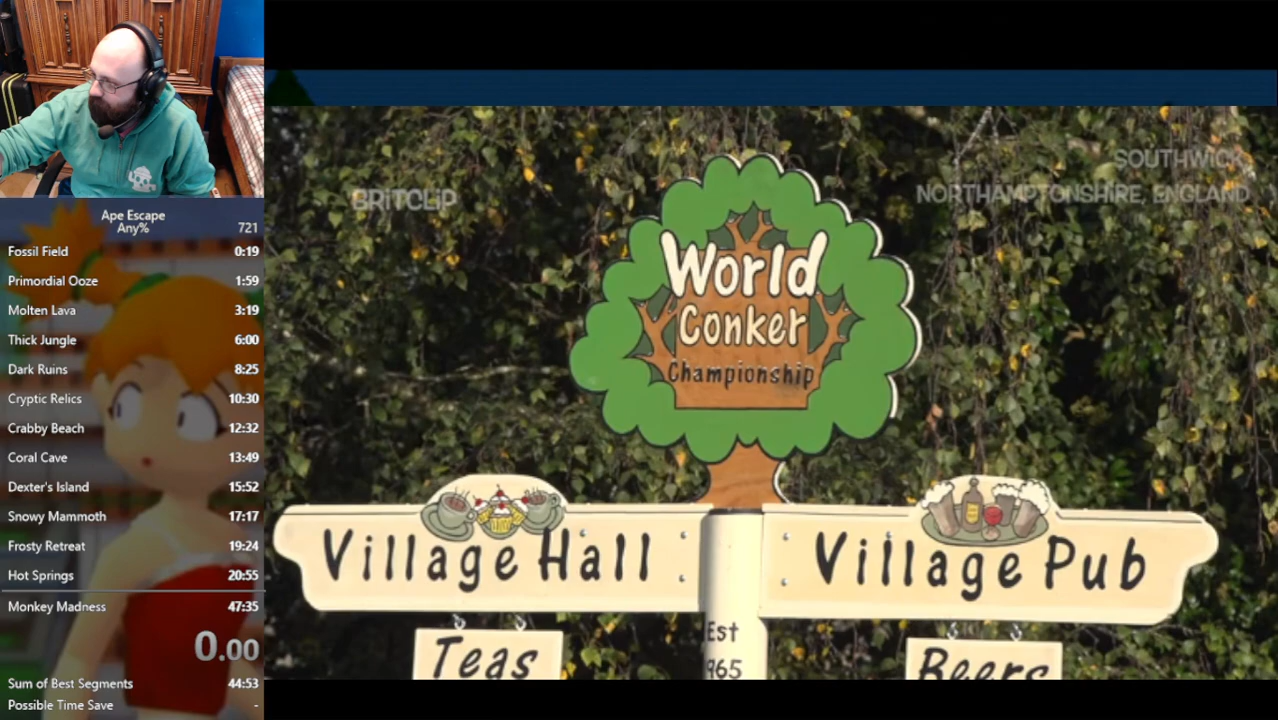 Ape Escape
Any%
721
Fossil Field 0:19
Primordial Ooze 1:59
Molten Lava 3:19
Thick Jungle 6:00
Dark Ruins 8:25
Cryptic Relics 10:30
Crabby Beach 12:32
Coral Cave 13:49
Dexter's Island 15:52
Snowy Mammoth 17:17
Frosty Retreat 19:24
Hot Springs 20:55
Monkey Madness 47:35
0.00
Sum of Best Segments 44:53
Possible Time Save -
BRITCLIP
SOUTHWICK
NORTHAMPTONSHIRE, ENGLAND
World
Conker
Championship
Village Hall
Village Pub
Est
965
Teas
Beers